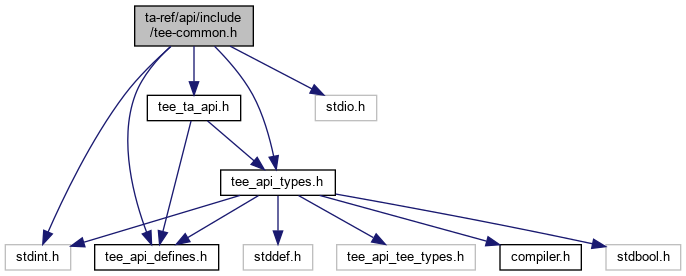 ta-ref/api/include
/tee-common.h
tee_ta_api.h
stdio.h
tee_api_types.h
stdint.h
tee_api_defines.h
stddef.h
tee_api_tee_types.h
compiler.h
stdbool.h